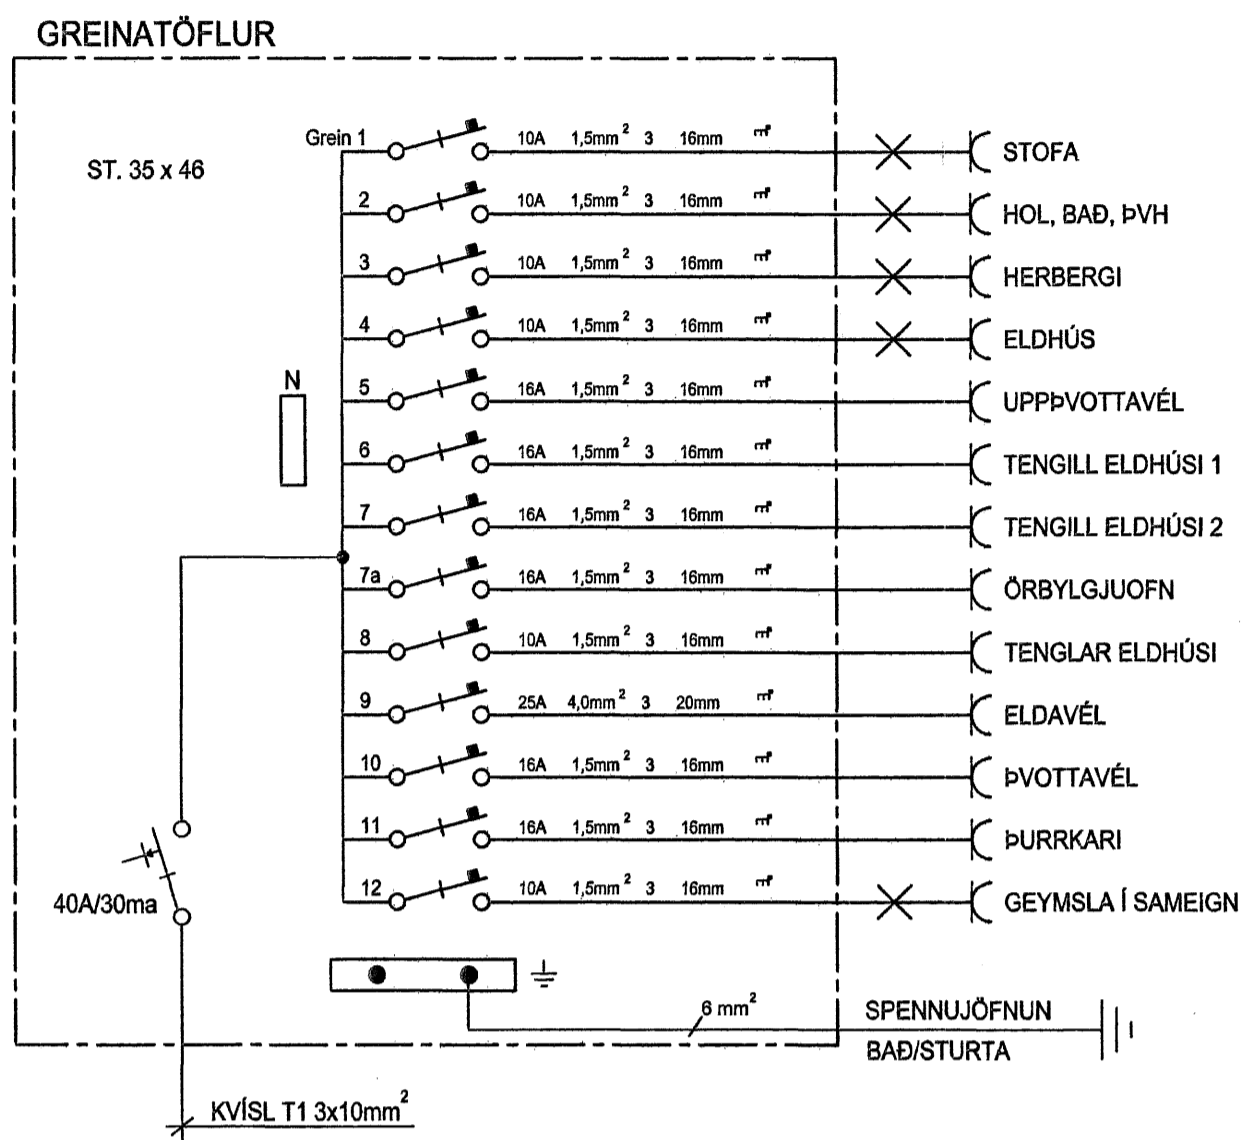 GREINATÖFLUR
ST. 35 x 46
Grein 1 10A 1,5mm² 3 16mm STOFA
2 10A 1,5mm² 3 16mm HOL, BAÐ, ÞVH
3 10A 1,5mm² 3 16mm HERBERGI
4 10A 1,5mm² 3 16mm ELDHÚS
N
5 16A 1,5mm² 3 16mm UPPÞVOTTAVÉL
6 16A 1,5mm² 3 16mm TENGILL ELDHÚSI 1
7 16A 1,5mm² 3 16mm TENGILL ELDHÚSI 2
7a 16A 1,5mm² 3 16mm ÖRBYLGJUOFN
8 10A 1,5mm² 3 16mm TENGLAR ELDHÚSI
9 25A 4,0mm² 3 20mm ELDAVÉL
10 16A 1,5mm² 3 16mm ÞVOTTAVÉL
11 16A 1,5mm² 3 16mm ÞURRKARI
12 10A 1,5mm² 3 16mm GEYMSLA Í SAMEIGN
40A/30ma
6 mm² SPENNUJÖFNUN
BAÐ/STURTA
KVÍSL T1 3x10mm²